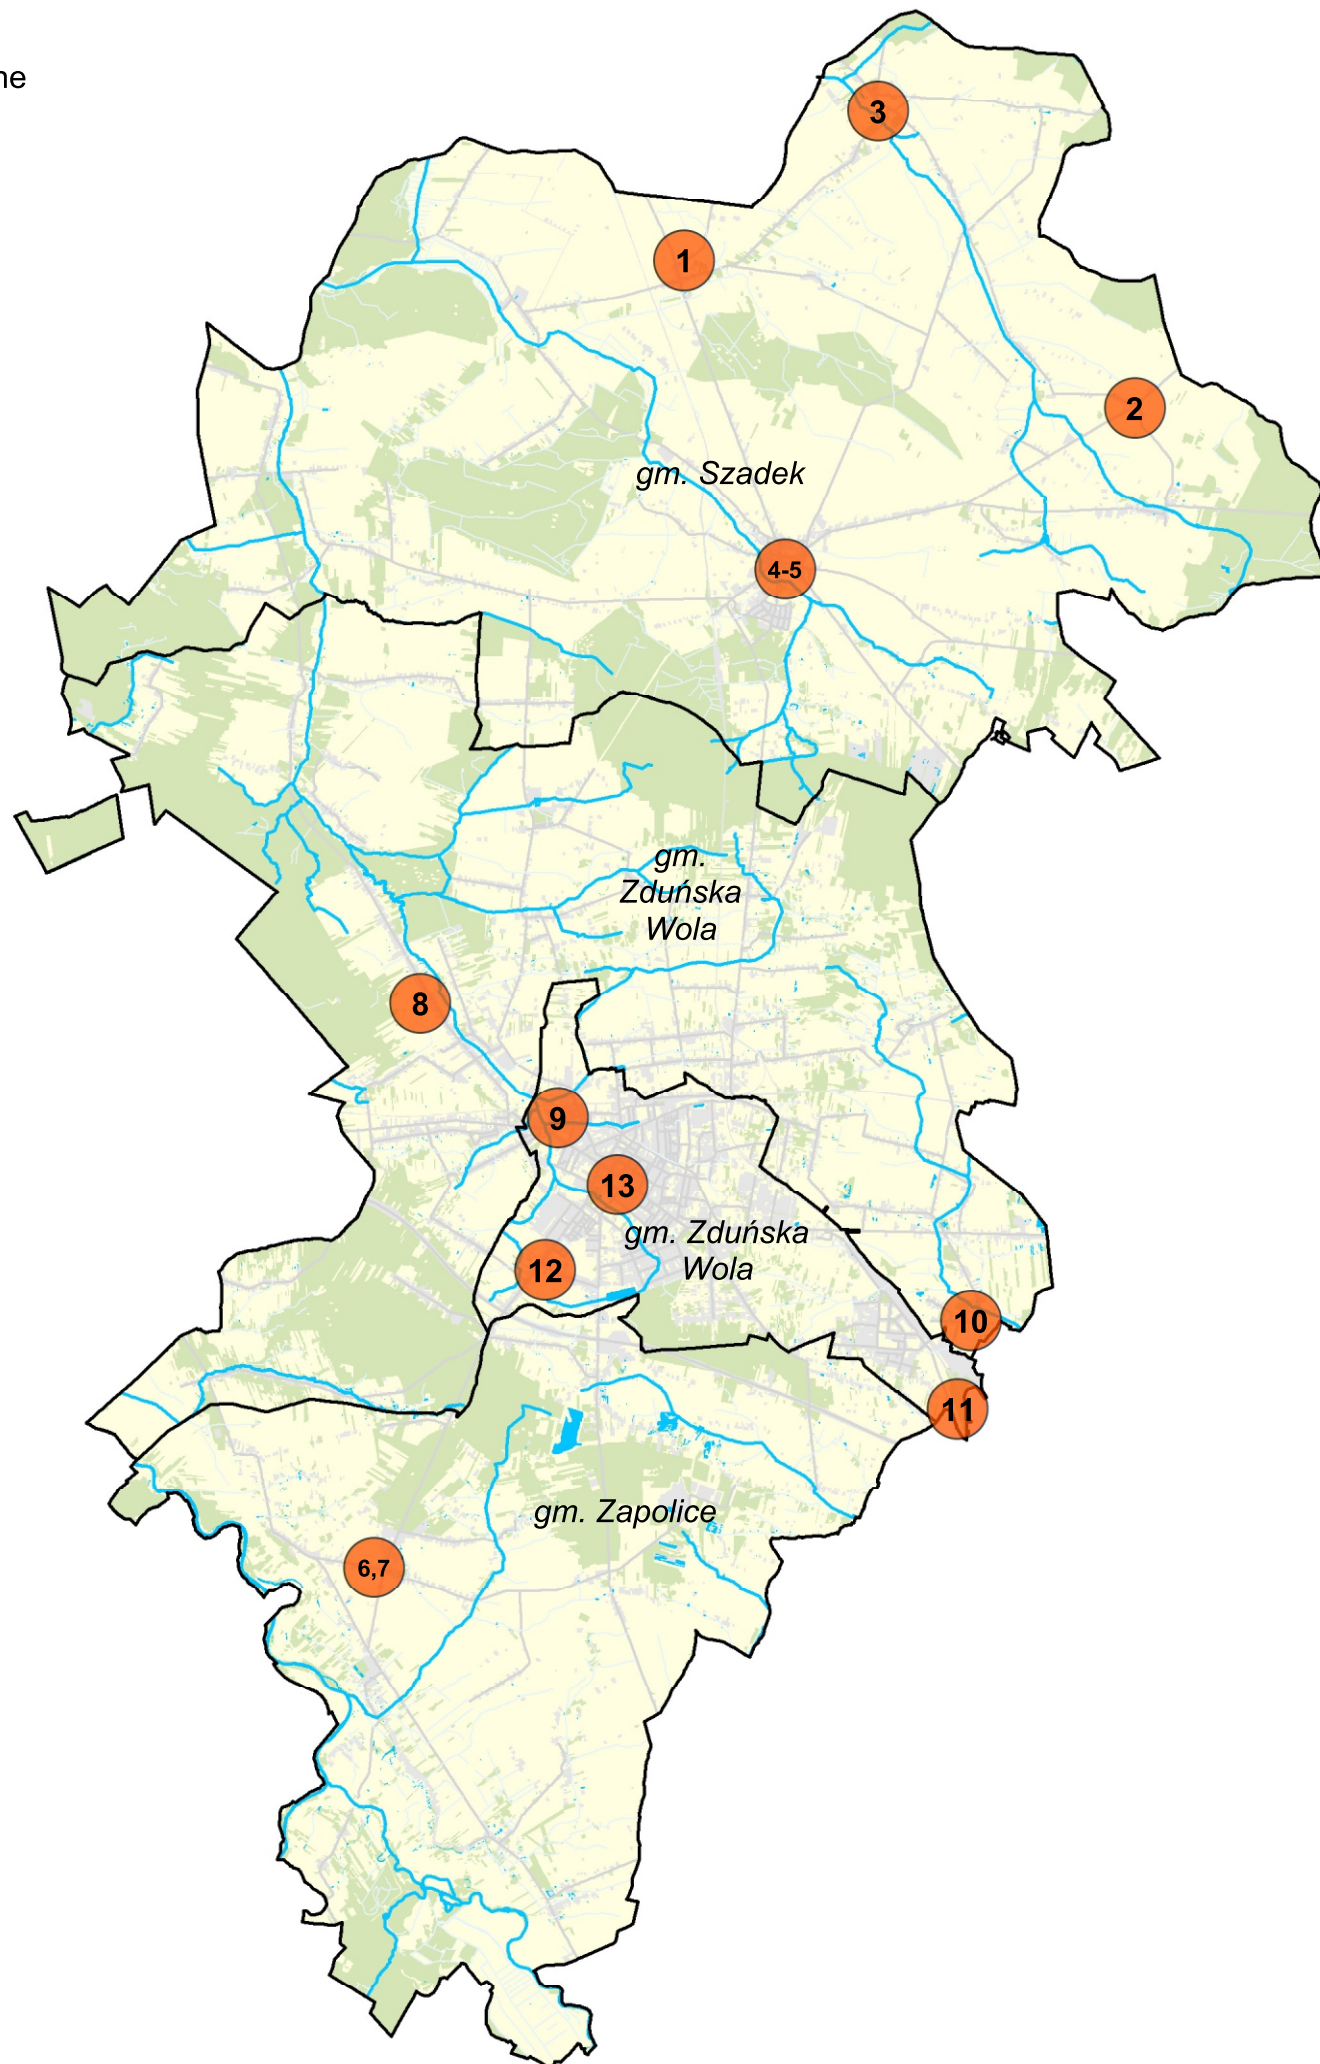 ne
3
1
2
gm. Szadek
4-5
gm.
Zduńska
Wola
8
9
13
gm. Zduńska
Wola
12
10
11
gm. Zapolice
6,7